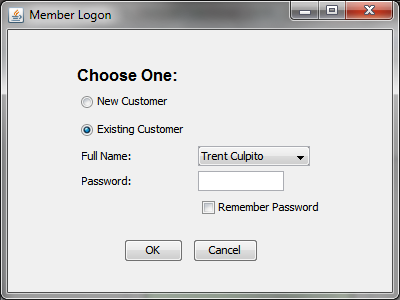 Member Logon
Choose One:
New Customer
Existing Customer
Full Name: Trent Culpito
Password:
Remember Password
OK Cancel